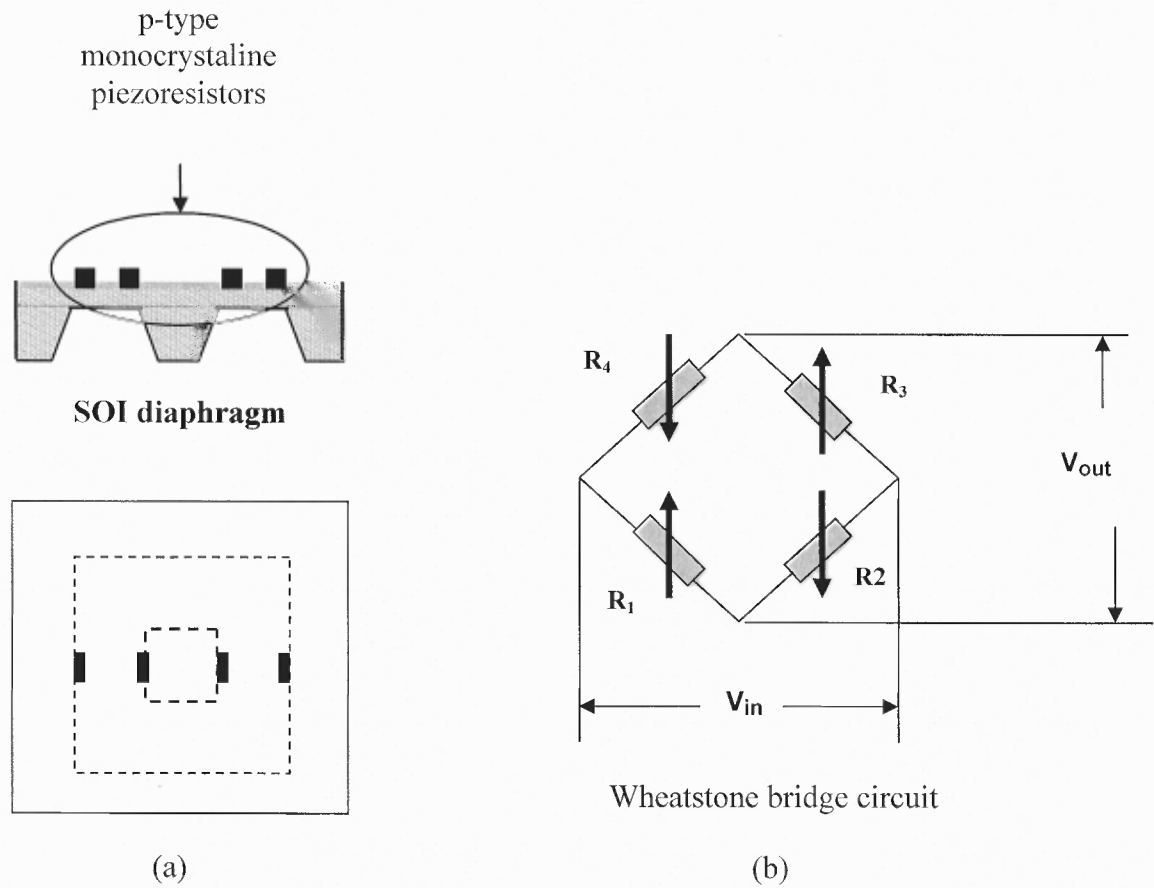 p-type
monocrystaline
piezoresistors
SOI diaphragm
(a)
R4
R3
R1
R2
Vout
Vin
Wheatstone bridge circuit
(b)